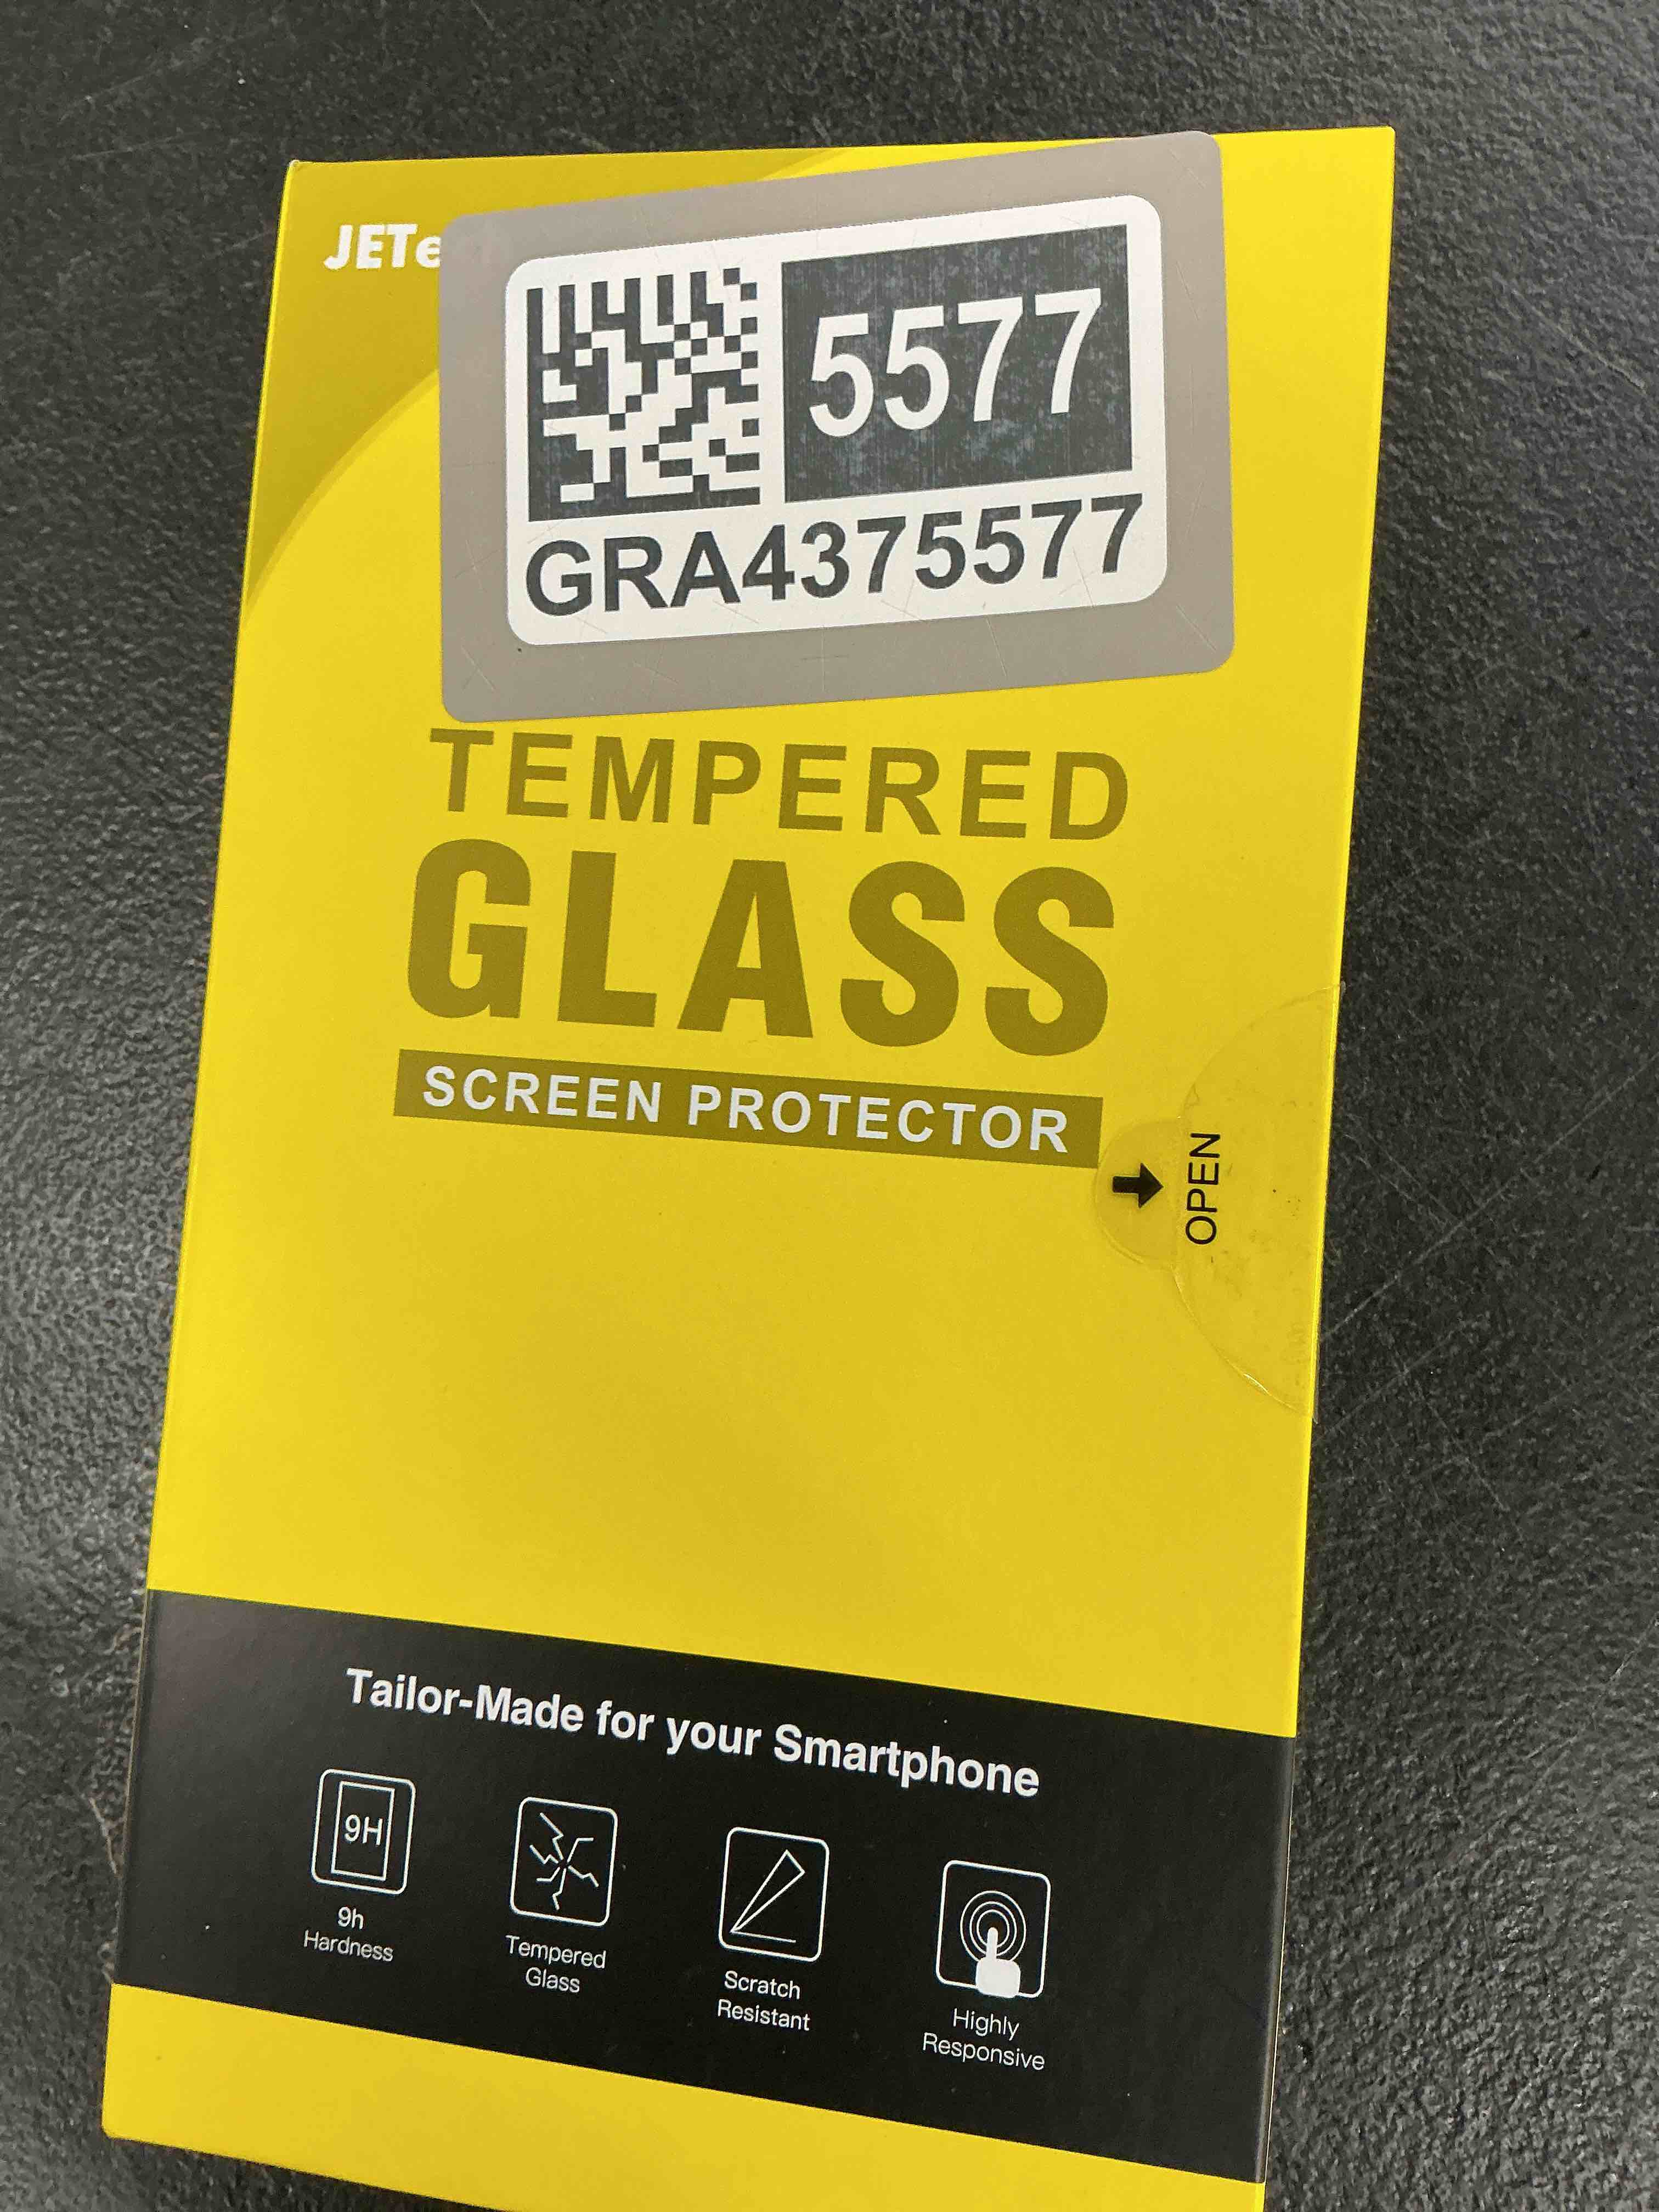 JETech
5577
GRA4375577
TEMPERED
GLASS
SCREEN PROTECTOR
OPEN
Tailor-Made for your Smartphone
9H
9h
Hardness
Tempered
Glass
Scratch
Resistant
Highly
Responsive